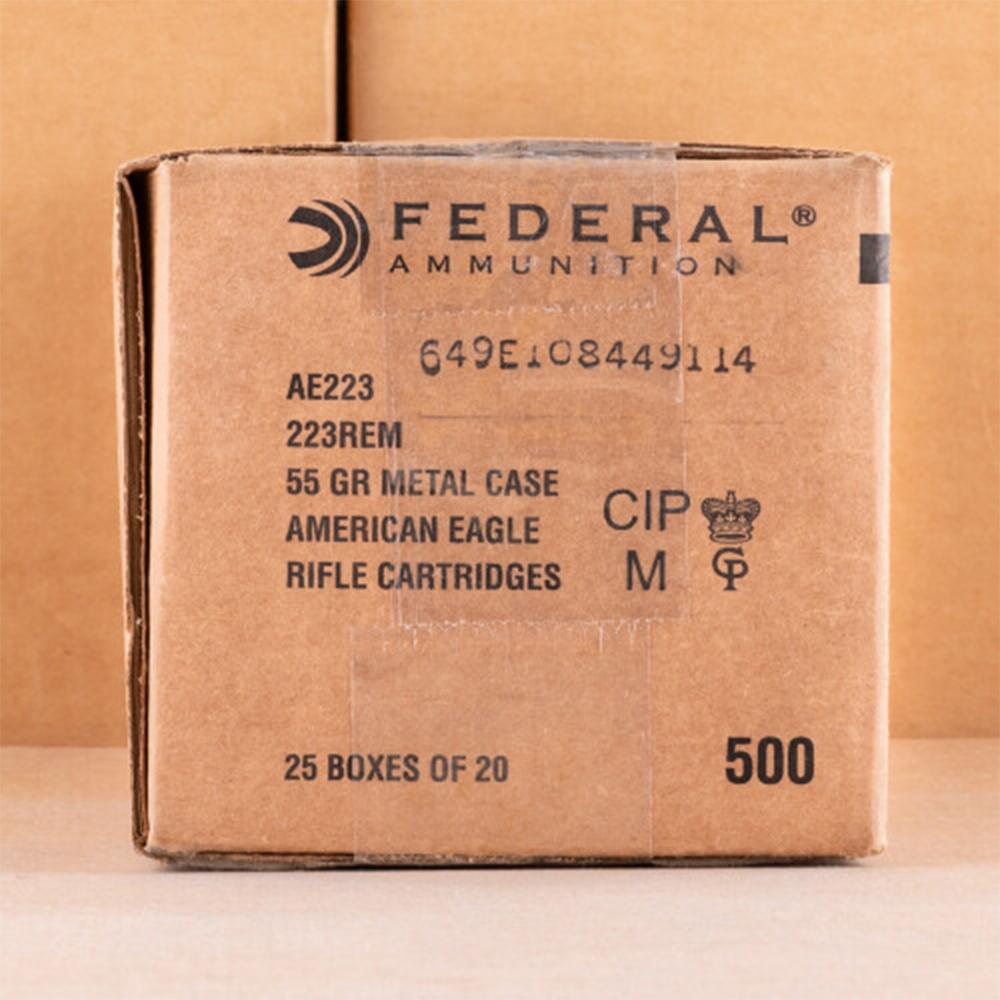 FEDERAL®
AMMUNITION
649E108449114
AE223
223REM
55 GR METAL CASE
AMERICAN EAGLE
RIFLE CARTRIDGES
CIP
M
GP
25 BOXES OF 20
500